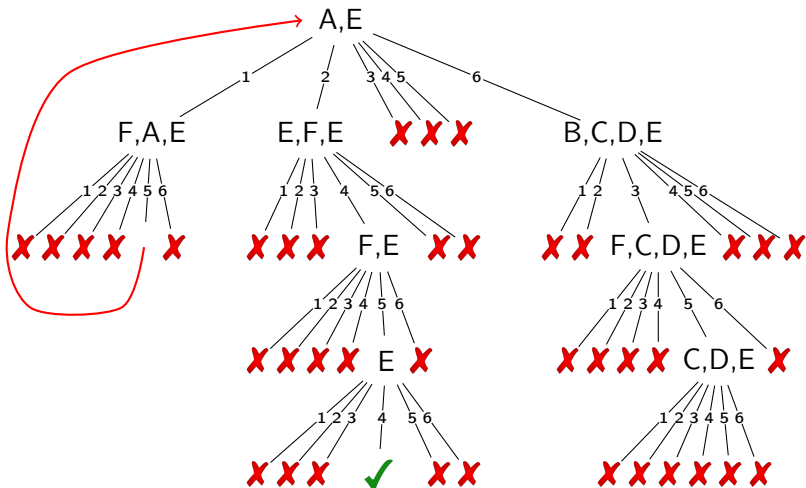 A,E
1 2 3 4 5 6
F,A,E E,F,E B,C,D,E
1 2 3 4 5 6 1 2 3 4 5 6 1 2 3 4 5 6
F,E F,C,D,E
1 2 3 4 5 6 1 2 3 4 5 6
E C,D,E
1 2 3 4 5 6 1 2 3 4 5 6